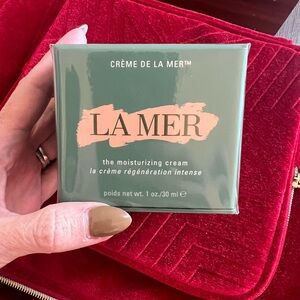 CRÈME DE LA MER™
LA MER
the moisturizing cream
la crème régénération intense
poids net wt. 1 oz./30 ml ℮